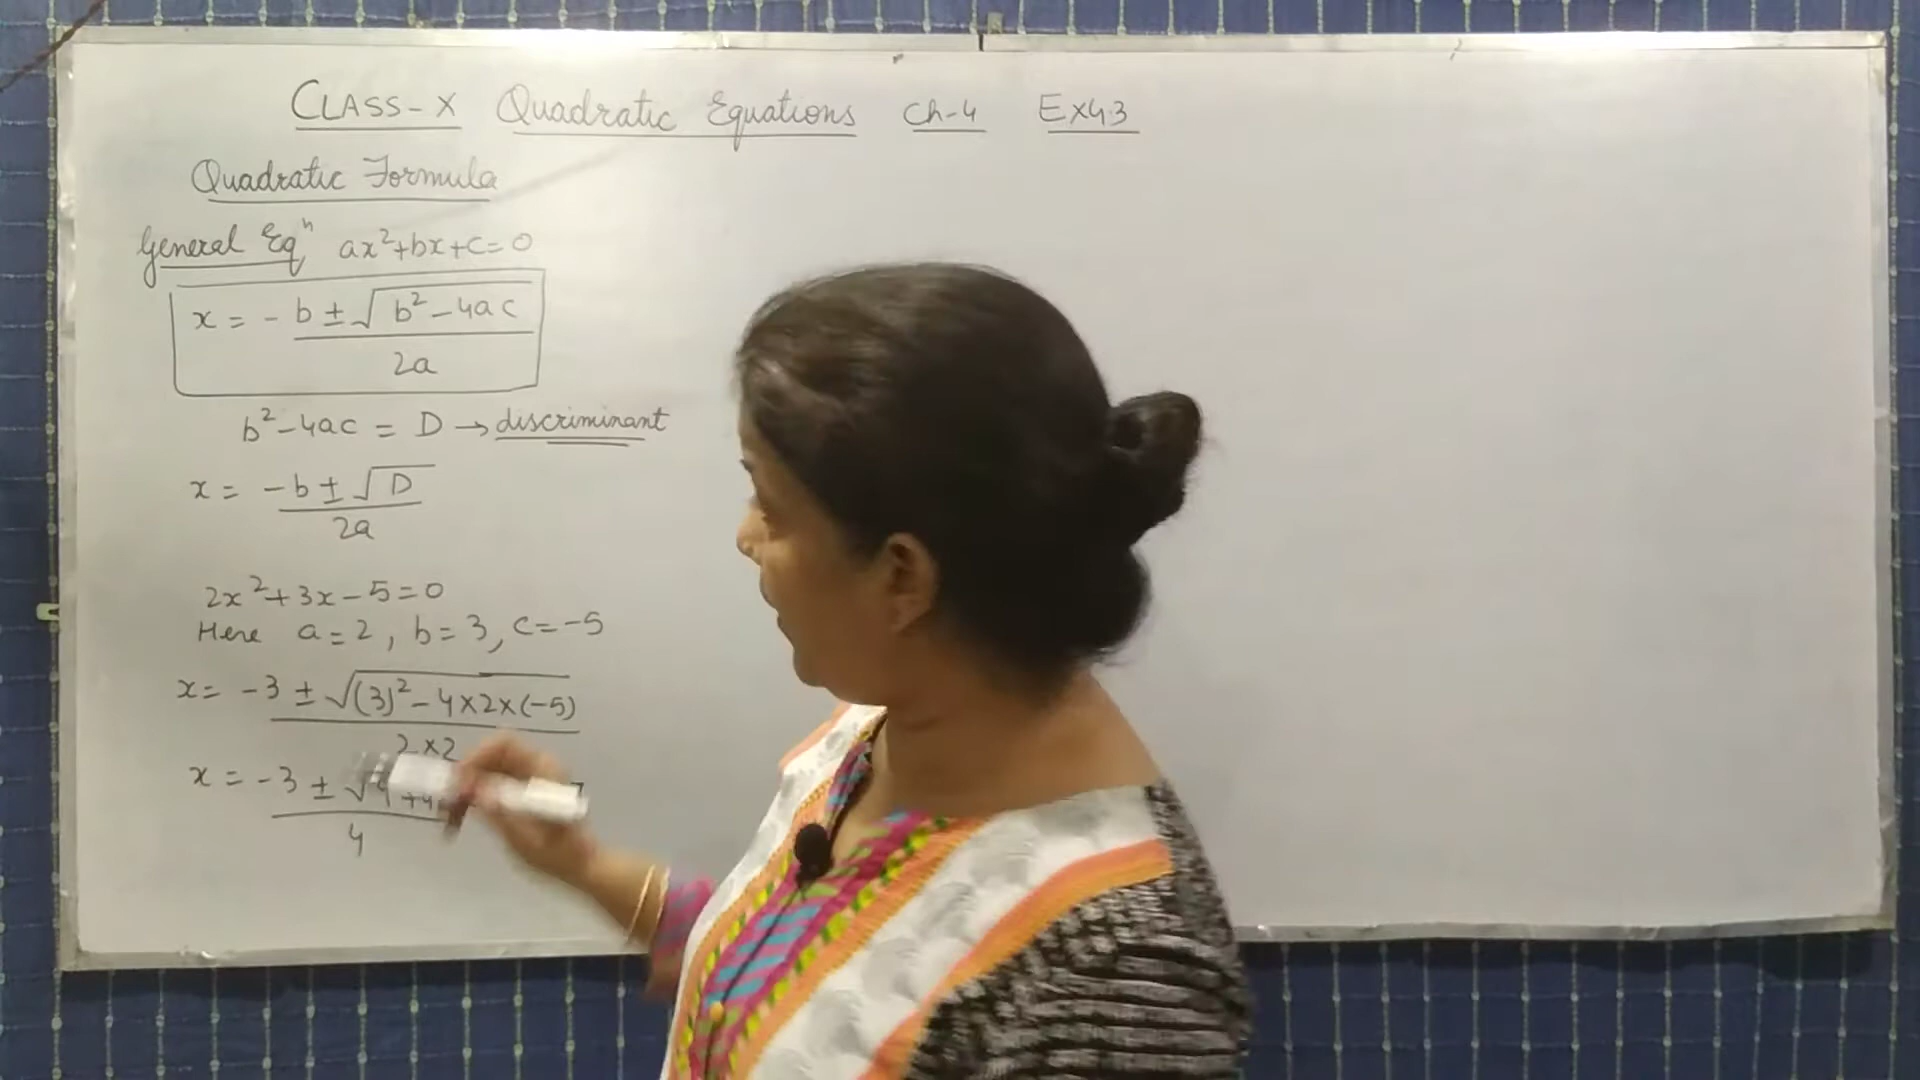 CLASS-X Quadratic Equations Ch-4 Ex4.3
Quadratic Formula
General Eqⁿ ax²+bx+c=0
x = -b ± √b²-4ac
2a
b²-4ac = D → discriminant
x = -b ± √D
2a
2x²+3x-5=0
Here a=2, b=3, c=-5
x = -3 ± √(3)²-4×2×(-5)
2×2
x = -3 ± √9+4
4